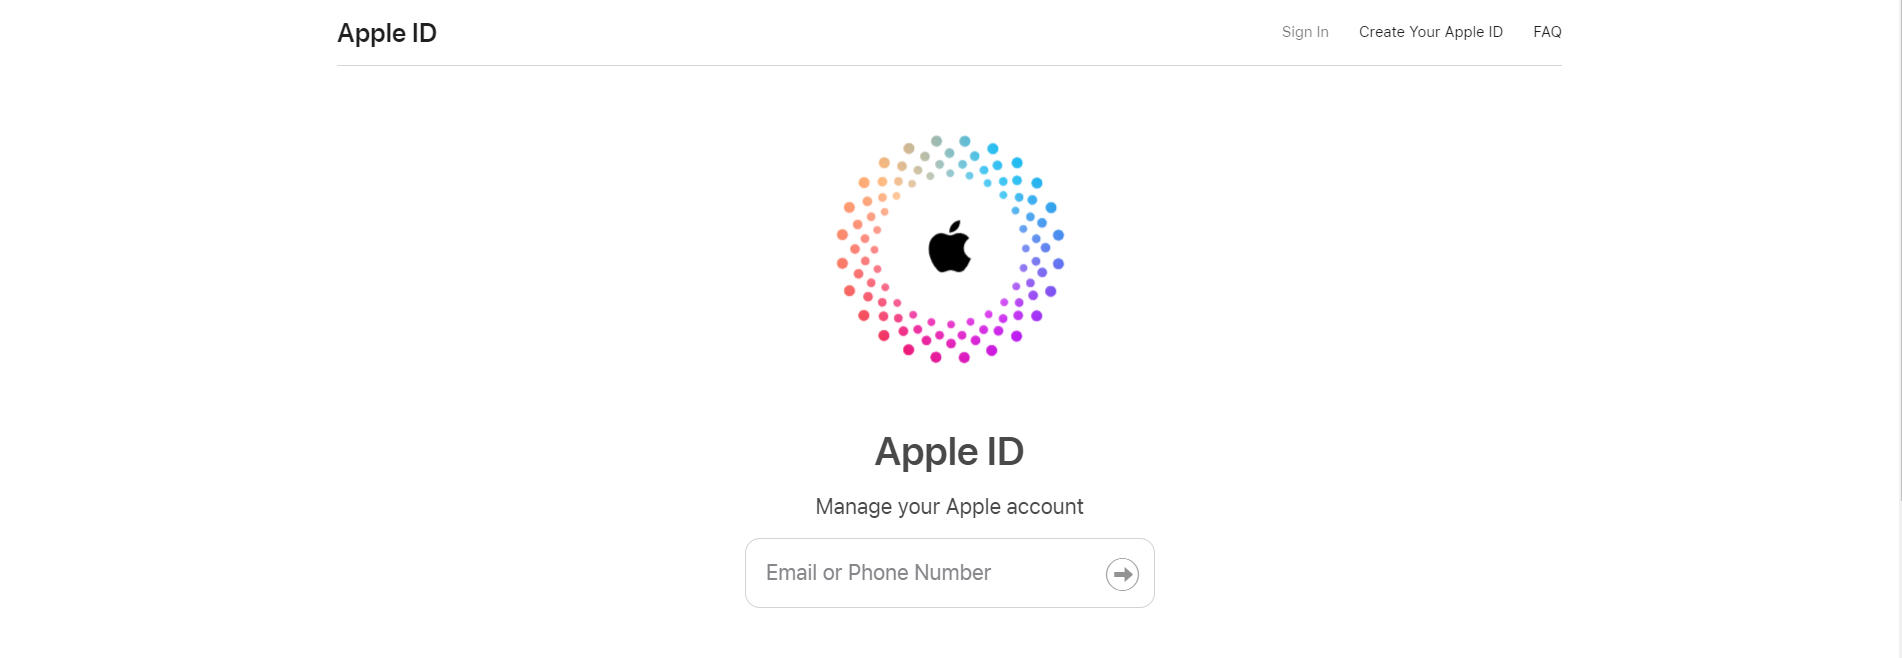 Apple ID
Sign In
Create Your Apple ID
FAQ
Apple ID
Manage your Apple account
Email or Phone Number